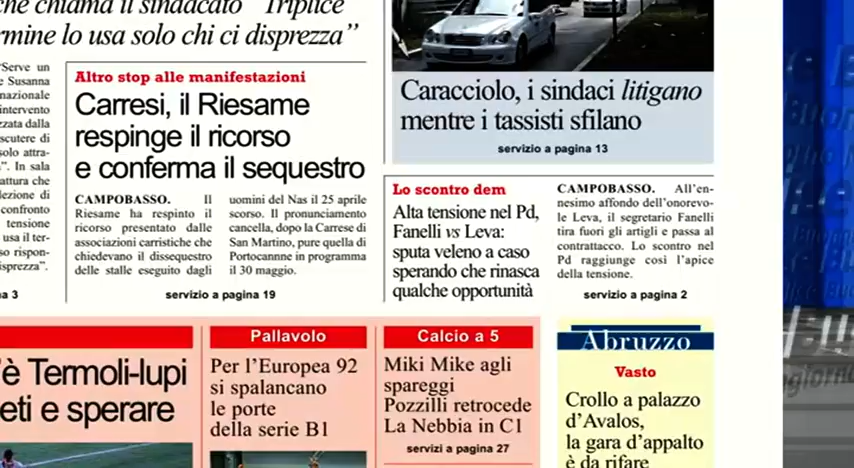 che chiama il sindacato "Triplice
termine lo usa solo chi ci disprezza"
"Serve un
Susanna
nazionale
intervento
zzata dalla
scutere di
solo attra-
". In sala
attura che
lezione di
confronto
tensione
usa il ter-
so rispon-
isprezza".
a 3
Altro stop alle manifestazioni
Carresi, il Riesame
respinge il ricorso
e conferma il sequestro
CAMPOBASSO. Il
Riesame ha respinto il
ricorso presentato dalle
associazioni carristiche che
chiedevano il dissequestro
delle stalle eseguito dagli
uomini del Nas il 25 aprile
scorso. Il pronunciamento
cancella, dopo la Carrese di
San Martino, pure quella di
Portocannne in programma
il 30 maggio.
servizio a pagina 19
Caracciolo, i sindaci litigano
mentre i tassisti sfilano
servizio a pagina 13
Lo scontro dem
Alta tensione nel Pd,
Fanelli vs Leva:
sputa veleno a caso
sperando che rinasca
qualche opportunità
CAMPOBASSO. All'en-
nesimo affondo dell'onorevo-
le Leva, il segretario Fanelli
tira fuori gli artigli e passa al
contrattacco. Lo scontro nel
Pd raggiunge così l'apice
della tensione.
servizio a pagina 2
'è Termoli-lupi
eti e sperare
Pallavolo
Per l'Europea 92
si spalancano
le porte
della serie B1
Calcio a 5
Miki Mike agli
spareggi
Pozzilli retrocede
La Nebbia in C1
servizi a pagina 27
Abruzzo
Vasto
Crollo a palazzo
d'Avalos,
la gara d'appalto
è da rifare